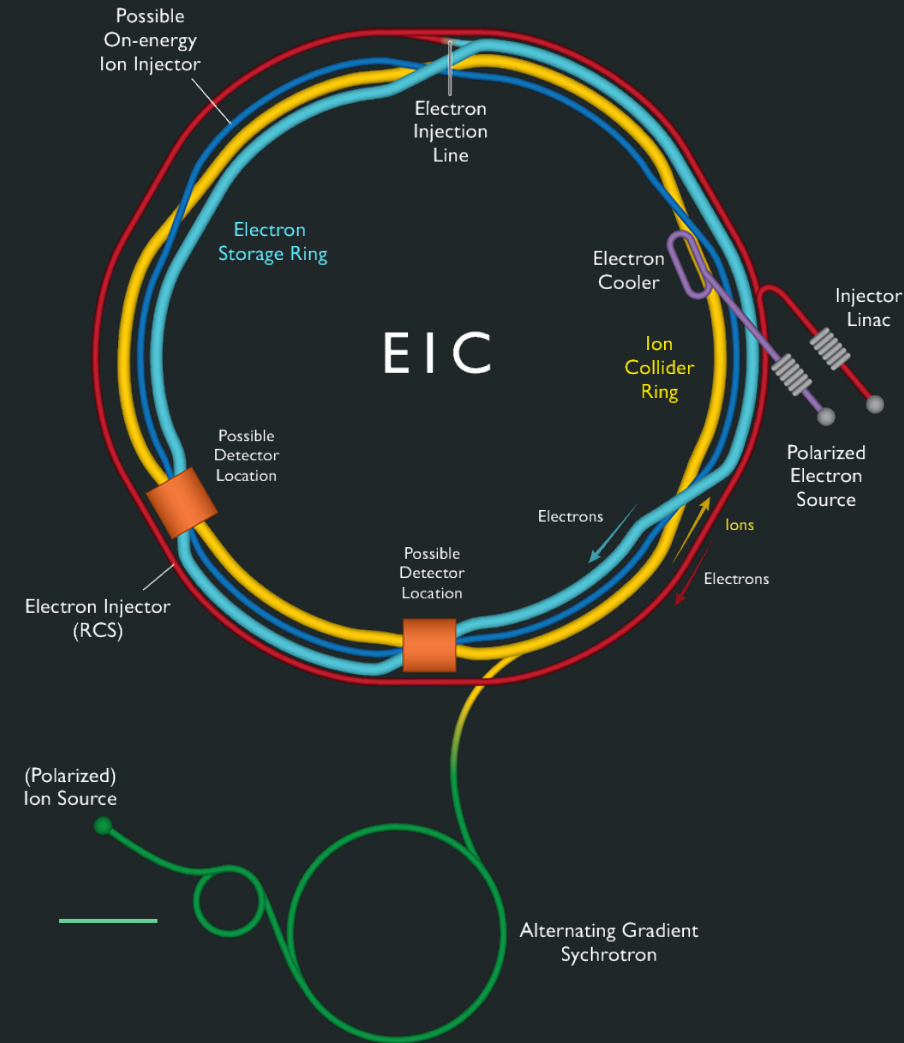 Possible
On-energy
Ion Injector
Electron
Injection
Line
Electron
Storage Ring
Electron
Cooler
Injector
Linac
EIC
Ion
Collider
Ring
Possible
Detector
Location
Polarized
Electron
Source
Electrons
Ions
Possible
Detector
Location
Electrons
Electron Injector
(RCS)
(Polarized)
Ion Source
Alternating Gradient
Sychrotron